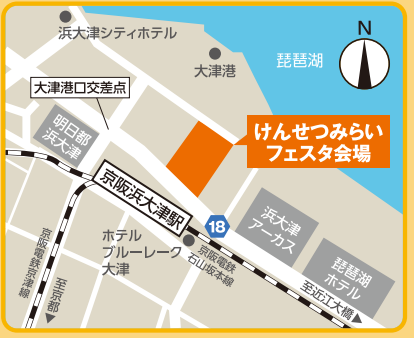 浜大津シティホテル
大津港
琵琶湖
N
大津港口交差点
明日都
浜大津
けんせつみらい
フェスタ会場
京阪浜大津駅
18
浜大津
アーカス
ホテル
ブルーレーク
大津
京阪電鉄
石山坂本線
琵琶湖
ホテル
京阪電鉄京津線
至京都
至近江大橋